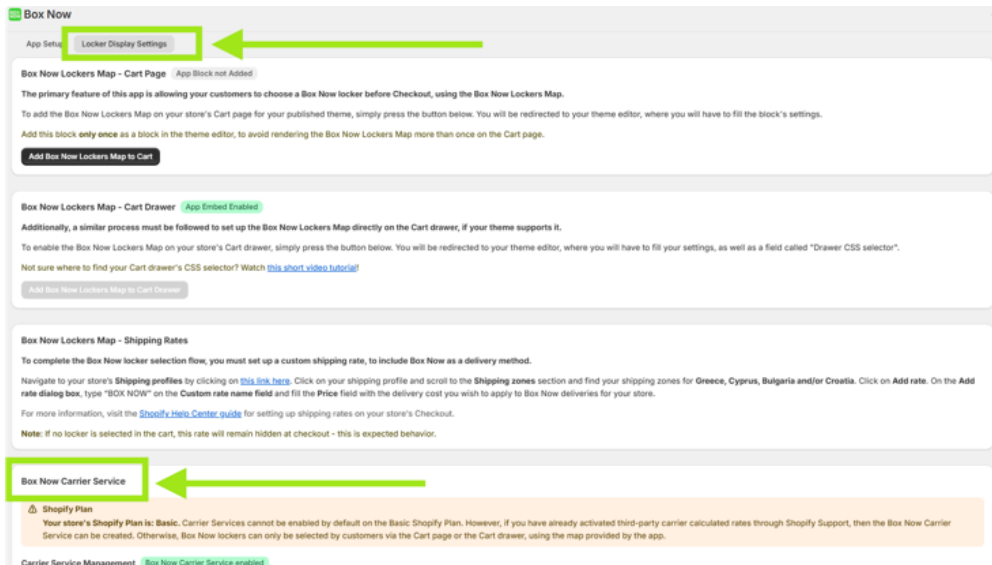 Box Now
App Setup Locker Display Settings
Box Now Lockers Map - Cart Page App Block not Added
The primary feature of this app is allowing your customers to choose a Box Now locker before Checkout, using the Box Now Lockers Map.
To add the Box Now Lockers Map on your store's Cart page for your published theme, simply press the button below. You will be redirected to your theme editor, where you will have to fill the block's settings.
Add this block only once as a block in the theme editor, to avoid rendering the Box Now Lockers Map more than once on the Cart page.
Add Box Now Lockers Map to Cart
Box Now Lockers Map - Cart Drawer App Embed Enabled
Additionally, a similar process must be followed to set up the Box Now Lockers Map directly on the Cart drawer, if your theme supports it.
To enable the Box Now Lockers Map on your store's Cart drawer, simply press the button below. You will be redirected to your theme editor, where you will have to fill your settings, as well as a field called "Drawer CSS selector".
Not sure where to find your Cart drawer's CSS selector? Watch this short video tutorial!
Add Box Now Lockers Map to Cart Drawer
Box Now Lockers Map - Shipping Rates
To complete the Box Now locker selection flow, you must set up a custom shipping rate, to include Box Now as a delivery method.
Navigate to your store's Shipping profiles by clicking on this link here. Click on your shipping profile and scroll to the Shipping zones section and find your shipping zones for Greece, Cyprus, Bulgaria and/or Croatia. Click on Add rate. On the Add
rate dialog box, type "BOX NOW" on the Custom rate name field and fill the Price field with the delivery cost you wish to apply to Box Now deliveries for your store.
For more information, visit the Shopify Help Center guide for setting up shipping rates on your store's Checkout.
Note: If no locker is selected in the cart, this rate will remain hidden at checkout - this is expected behavior.
Box Now Carrier Service
Shopify Plan
Your store's Shopify Plan is: Basic. Carrier Services cannot be enabled by default on the Basic Shopify Plan. However, if you have already activated third-party carrier calculated rates through Shopify Support, then the Box Now Carrier
Service can be created. Otherwise, Box Now lockers can only be selected by customers via the Cart page or the Cart drawer, using the map provided by the app.
Carrier Service Management Box Now Carrier Service enabled